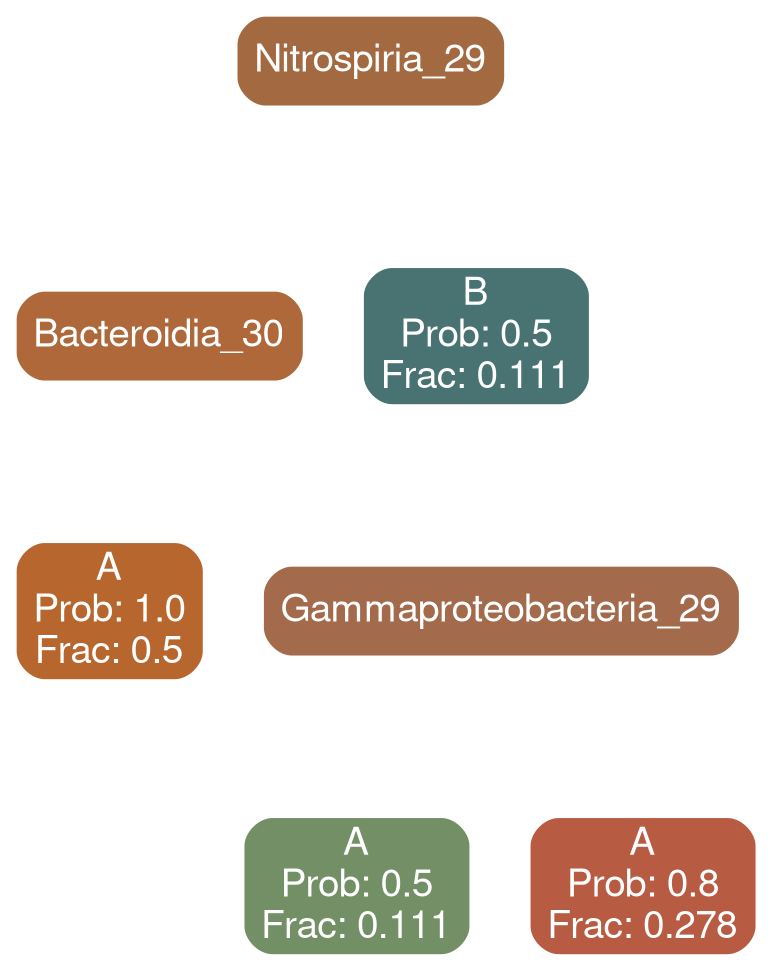 Nitrospiria_29
Bacteroidia_30
B
Prob: 0.5
Frac: 0.111
A
Prob: 1.0
Frac: 0.5
Gammaproteobacteria_29
A
Prob: 0.5
Frac: 0.111
A
Prob: 0.8
Frac: 0.278